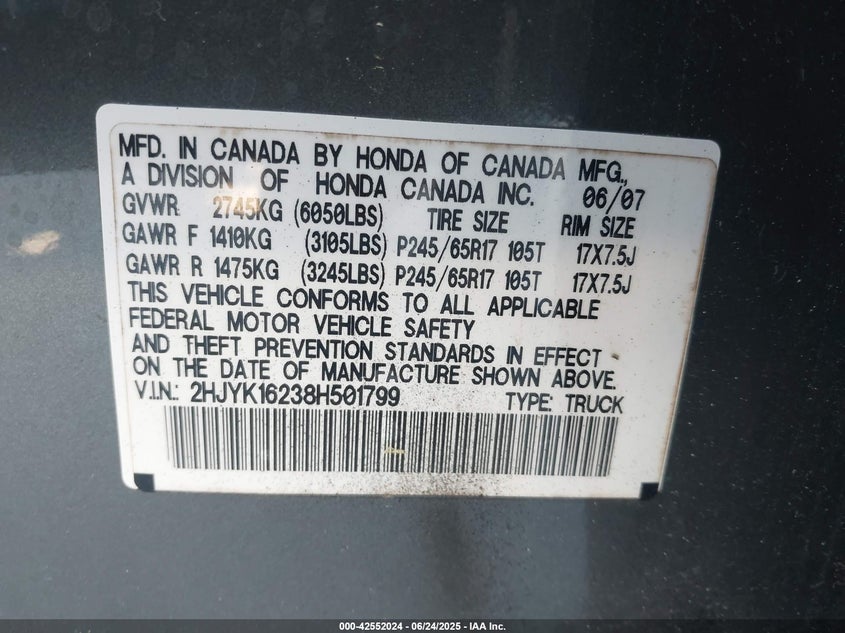 MFD. IN CANADA BY HONDA OF CANADA MFG.,
A DIVISION OF HONDA CANADA INC. 06/07
GVWR 2745KG (6050LBS) TIRE SIZE RIM SIZE
GAWR F 1410KG (3105LBS) P245/65R17 105T 17X7.5J
GAWR R 1475KG (3245LBS) P245/65R17 105T 17X7.5J
THIS VEHICLE CONFORMS TO ALL APPLICABLE
FEDERAL MOTOR VEHICLE SAFETY
AND THEFT PREVENTION STANDARDS IN EFFECT
ON THE DATE OF MANUFACTURE SHOWN ABOVE.
V.I.N.: 2HJYK16238H501799 TYPE: TRUCK
000-42552024 - 06/24/2025 - IAA Inc.